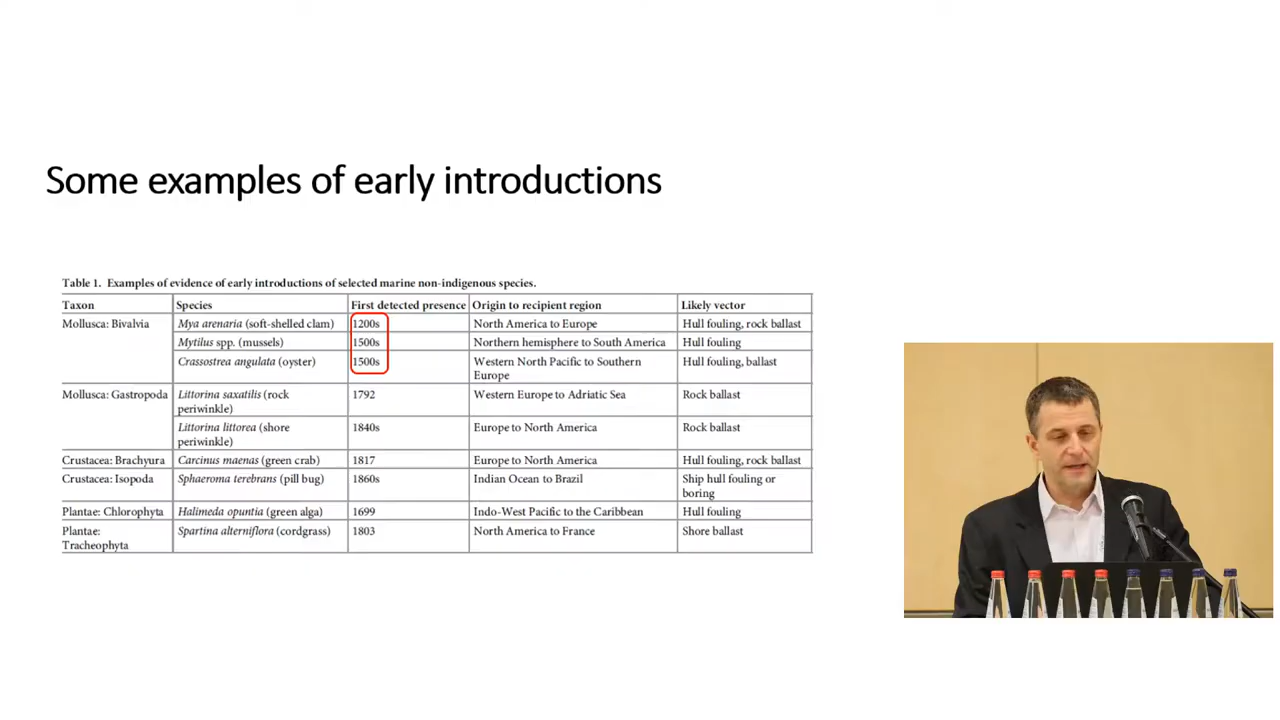 Some examples of early introductions
Table 1. Examples of evidence of early introductions of selected marine non-indigenous species.
Taxon Species First detected presence Origin to recipient region Likely vector
Mollusca: Bivalvia Mya arenaria (soft-shelled clam) 1200s North America to Europe Hull fouling, rock ballast
Mytilus spp. (mussels) 1500s Northern hemisphere to South America Hull fouling
Crassostrea angulata (oyster) 1500s Western North Pacific to Southern Hull fouling, ballast
Europe
Mollusca: Gastropoda Littorina saxatilis (rock 1792 Western Europe to Adriatic Sea Rock ballast
periwinkle)
Littorina littorea (shore 1840s Europe to North America Rock ballast
periwinkle)
Crustacea: Brachyura Carcinus maenas (green crab) 1817 Europe to North America Hull fouling, rock ballast
Crustacea: Isopoda Sphaeroma terebrans (pill bug) 1860s Indian Ocean to Brazil Ship hull fouling or
boring
Plantae: Chlorophyta Halimeda opuntia (green alga) 1699 Indo-West Pacific to the Caribbean Hull fouling
Plantae: Spartina alterniflora (cordgrass) 1803 North America to France Shore ballast
Tracheophyta